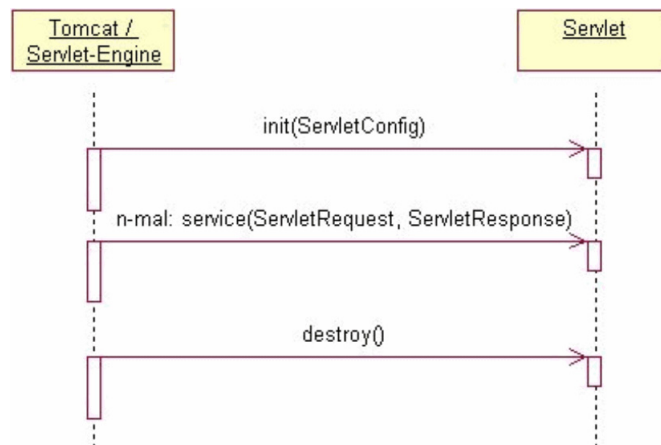 Tomcat /
Servlet-Engine
Servlet
init(ServletConfig)
n-mal: service(ServletRequest, ServletResponse)
destroy()